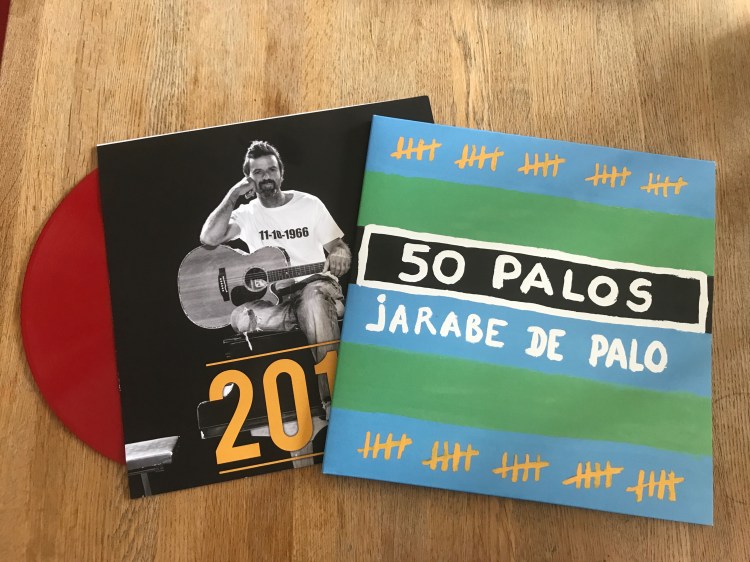 11-10-1966
201
50 PALOS
jARABE DE PALO